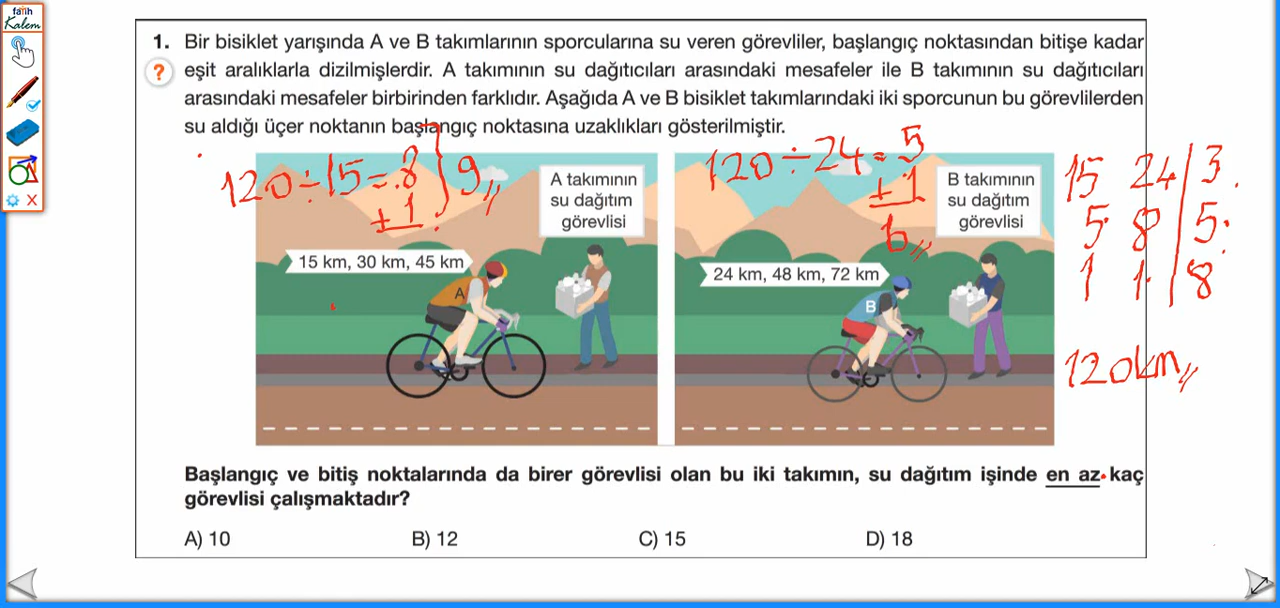 fatih
Kalem
1. Bir bisiklet yarışında A ve B takımlarının sporcularına su veren görevliler, başlangıç noktasından bitişe kadar
? eşit aralıklarla dizilmişlerdir. A takımının su dağıtıcıları arasındaki mesafeler ile B takımının su dağıtıcıları
arasındaki mesafeler birbirinden farklıdır. Aşağıda A ve B bisiklet takımlarındaki iki sporcunun bu görevlilerden
su aldığı üçer noktanın başlangıç noktasına uzaklıkları gösterilmiştir.
120÷15=8
+1
9
A takımının
su dağıtım
görevlisi
15 km, 30 km, 45 km
A
120÷24=5
+1
6
B takımının
su dağıtım
görevlisi
24 km, 48 km, 72 km
B
15 24 | 3
5 8 | 5
1 1 | 8
120km
Başlangıç ve bitiş noktalarında da birer görevlisi olan bu iki takımın, su dağıtım işinde en az kaç
görevlisi çalışmaktadır?
A) 10 B) 12 C) 15 D) 18